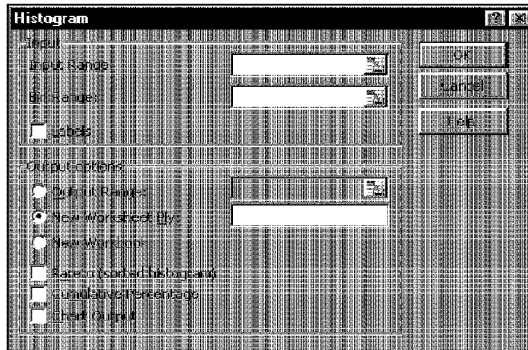 Histogram
Input
Input Range:
Bin Range:
Labels
OK
Cancel
Help
Output options
Output Range:
New Worksheet Ply:
New Workbook
Pareto (sorted histogram)
Cumulative Percentage
Chart Output